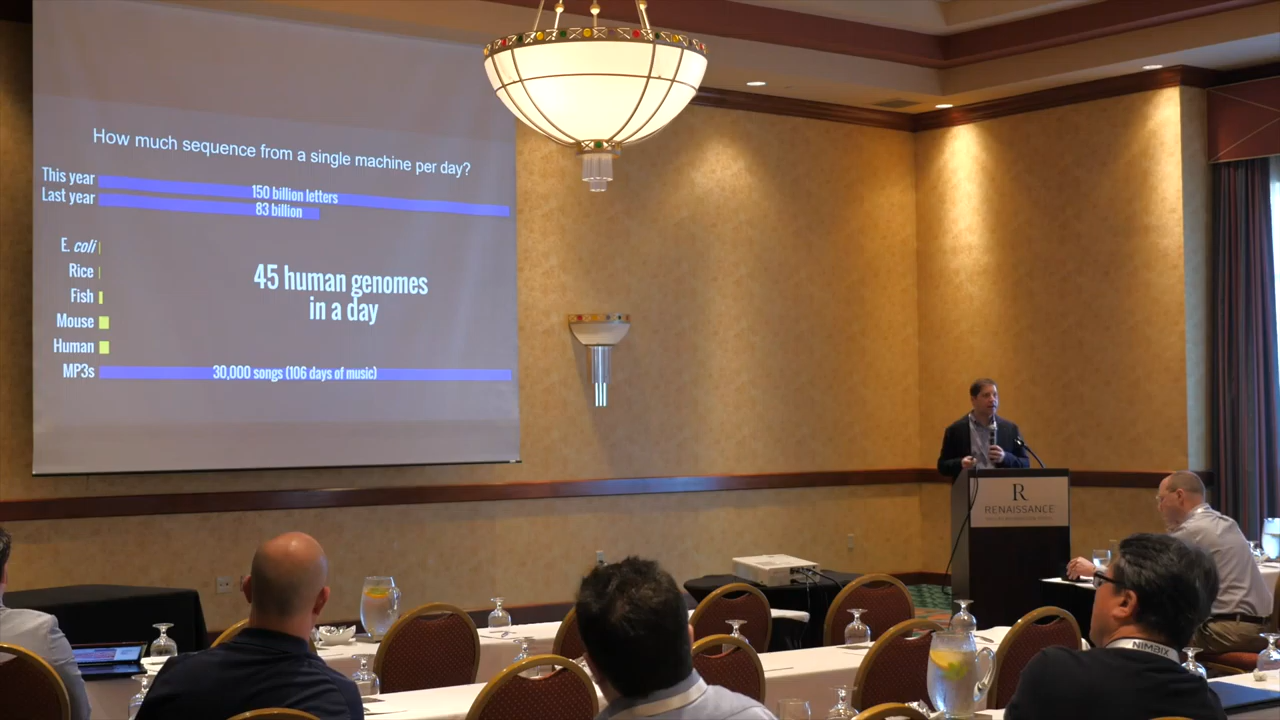 How much sequence from a single machine per day?
This year
150 billion letters
Last year
83 billion
E. coli
Rice
Fish
45 human genomes
in a day
Mouse
Human
MP3s
30,000 songs (106 days of music)
R
RENAISSANCE
NIMBIX